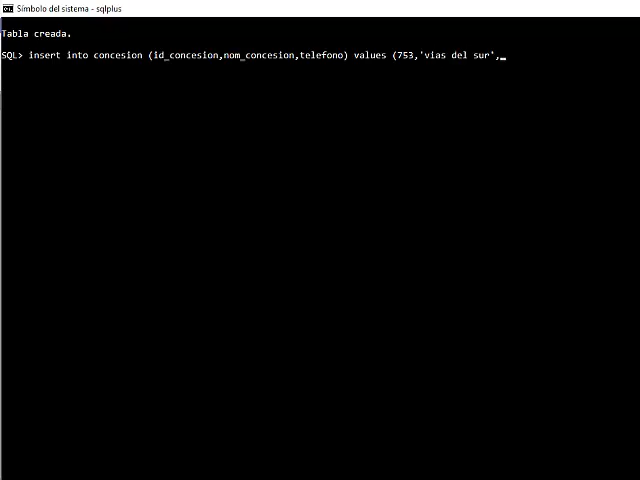 Símbolo del sistema - sqlplus
Tabla creada.
SQL> insert into concesion (id_concesion,nom_concesion,telefono) values (753,'vias del sur',